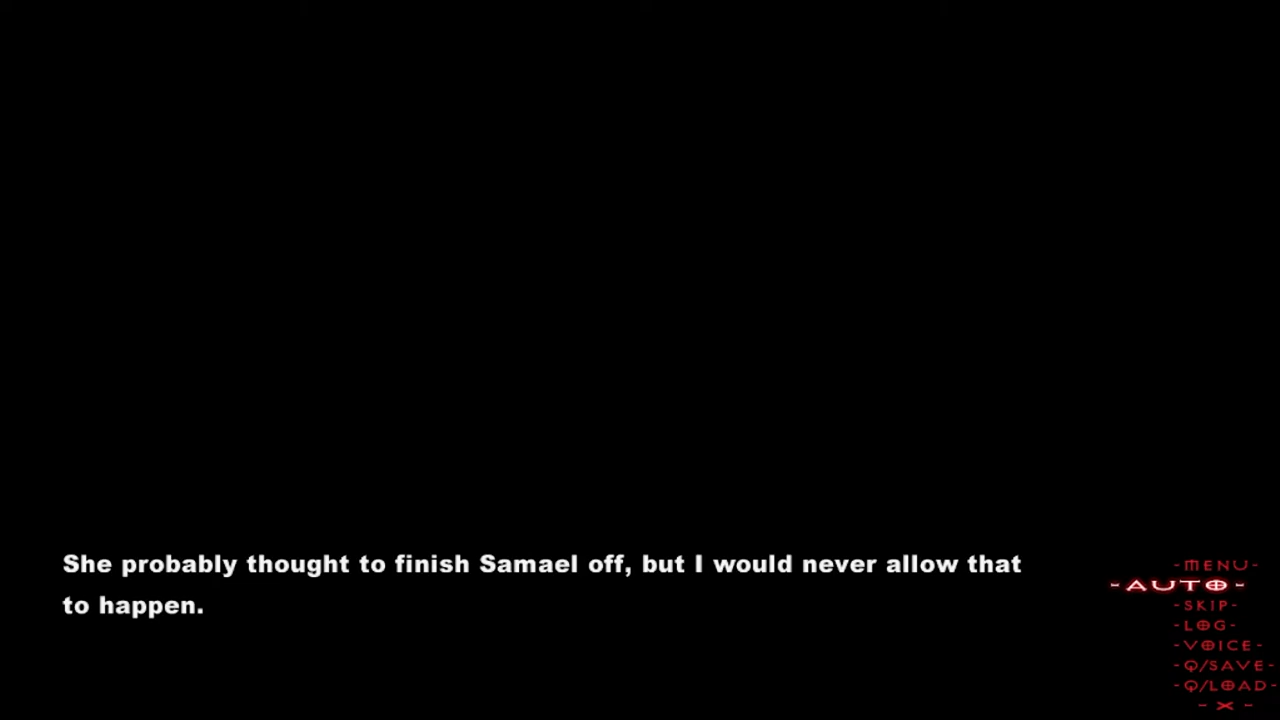 She probably thought to finish Samael off, but I would never allow that
to happen.
-MENU-
-AUTO-
-SKIP-
-LOG-
-VOICE-
-Q/SAVE-
-Q/LOAD-
-X-